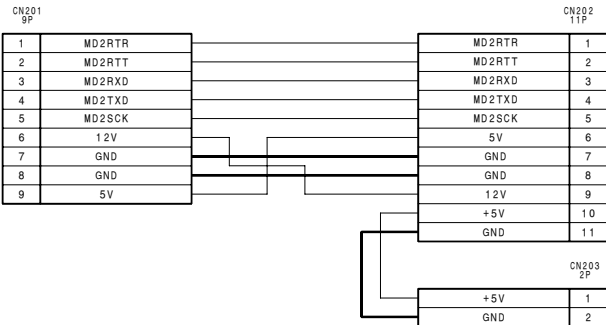 CN201
9P
CN202
11P
1 MD2RTR MD2RTR 1
2 MD2RTT MD2RTT 2
3 MD2RXD MD2RXD 3
4 MD2TXD MD2TXD 4
5 MD2SCK MD2SCK 5
6 12V 5V 6
7 GND GND 7
8 GND GND 8
9 5V 12V 9
+5V 10
GND 11
CN203
2P
+5V 1
GND 2